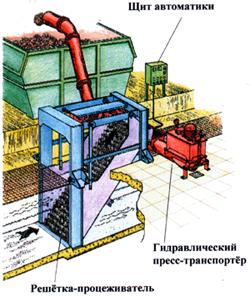 Щит автоматики
Гидравлический
пресс-транспортёр
Решётка-процеживатель